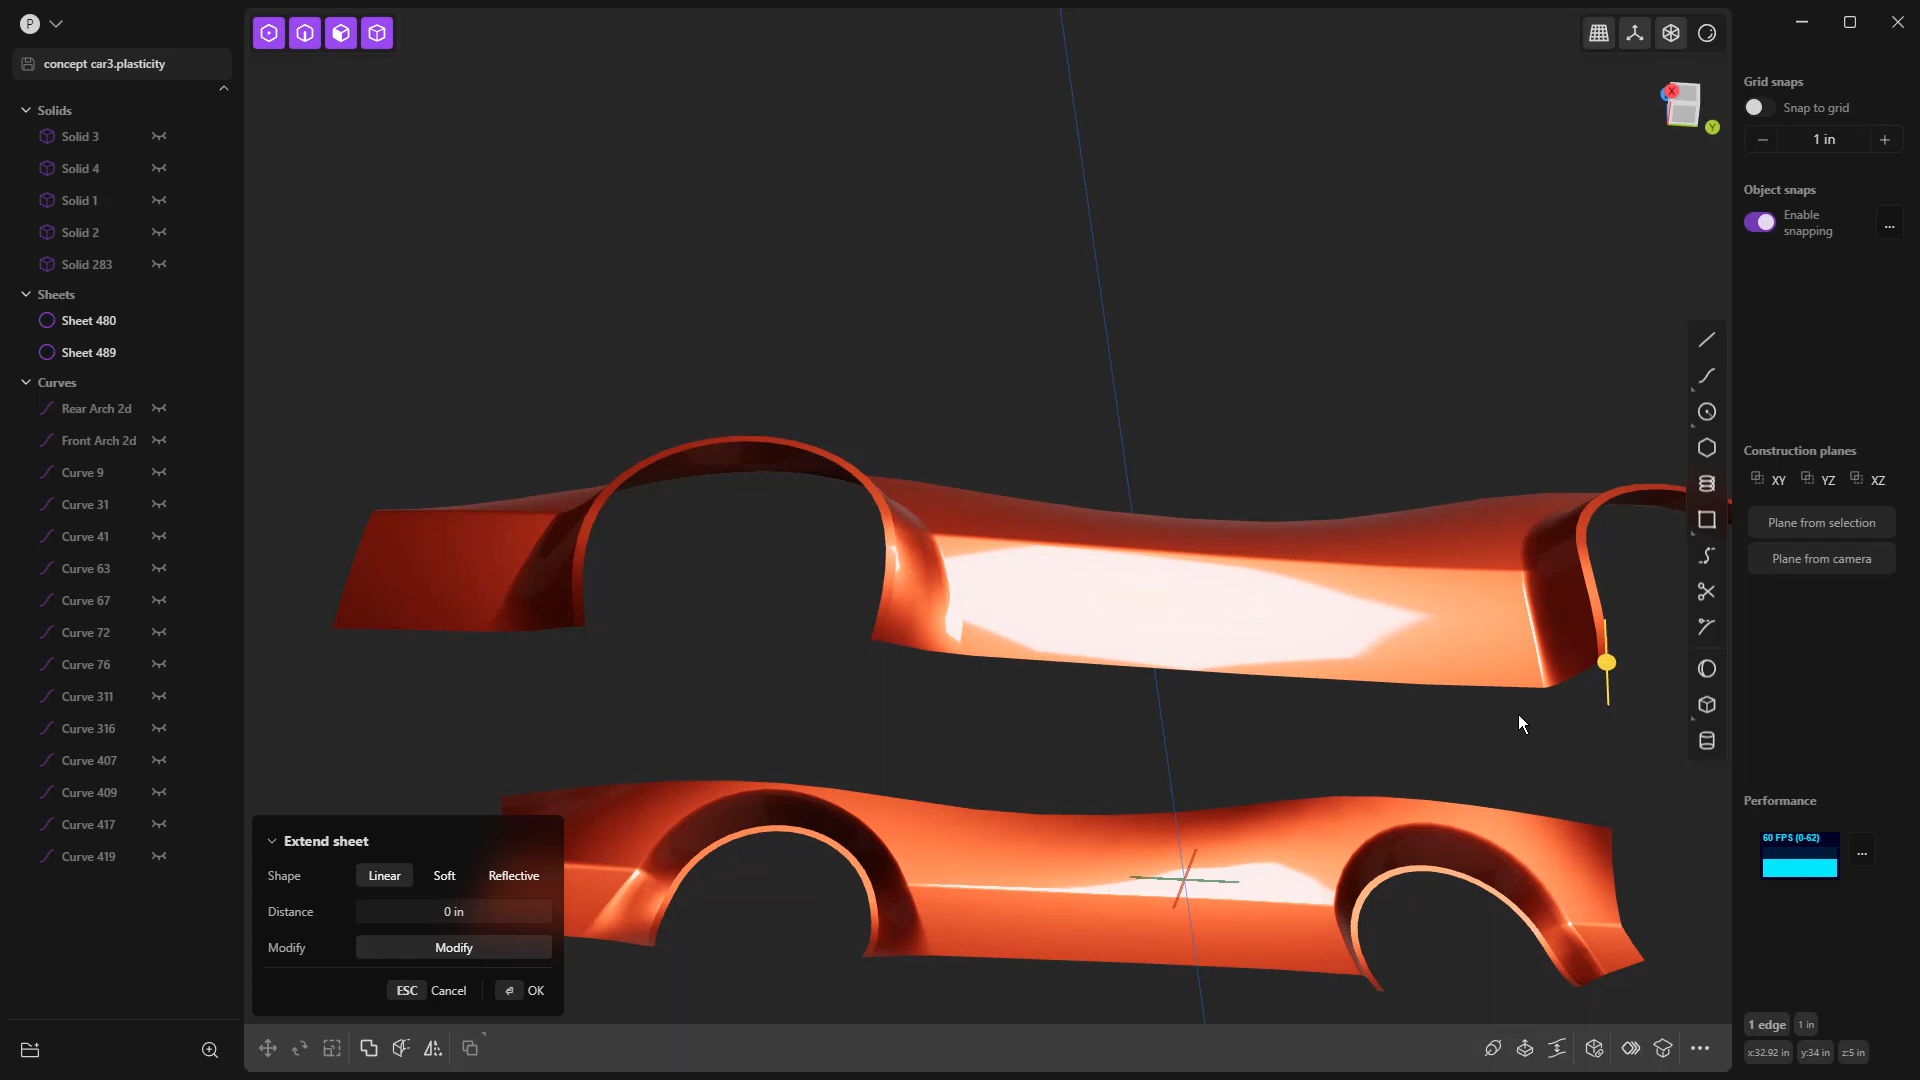 P
concept car3.plasticity
Solids
Solid 3
Solid 4
Solid 1
Solid 2
Solid 283
Sheets
Sheet 480
Sheet 489
Curves
Rear Arch 2d
Front Arch 2d
Curve 9
Curve 31
Curve 41
Curve 63
Curve 67
Curve 72
Curve 76
Curve 311
Curve 316
Curve 407
Curve 409
Curve 417
Curve 419
X
Y
Extend sheet
Shape Linear Soft Reflective
Distance 0 in
Modify Modify
ESC Cancel OK
Grid snaps
Snap to grid
1 in
Object snaps
Enable
snapping
...
Construction planes
XY YZ XZ
Plane from selection
Plane from camera
Performance
60 FPS (0-62)
...
1 edge 1 in
x:32.92 in y:34 in z:5 in